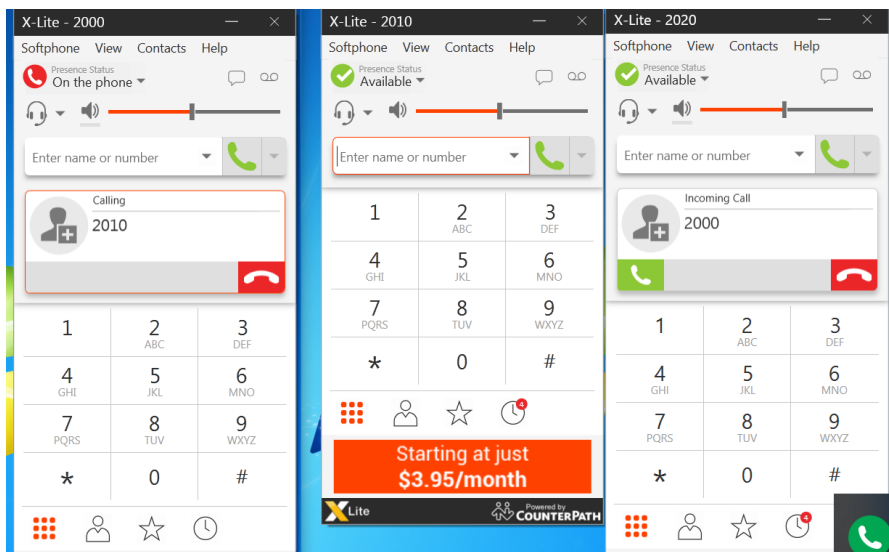 X-Lite - 2000
Softphone View Contacts Help
Presence Status
On the phone
Enter name or number
Calling
2010
1 2 3
ABC DEF
4 5 6
GHI JKL MNO
7 8 9
PQRS TUV WXYZ
* 0 #
X-Lite - 2010
Softphone View Contacts Help
Presence Status
Available
Enter name or number
1 2 3
ABC DEF
4 5 6
GHI JKL MNO
7 8 9
PQRS TUV WXYZ
* 0 #
4
Starting at just
$3.95/month
X Lite
Powered by
COUNTERPATH
X-Lite - 2020
Softphone View Contacts Help
Presence Status
Available
Enter name or number
Incoming Call
2000
1 2 3
ABC DEF
4 5 6
GHI JKL MNO
7 8 9
PQRS TUV WXYZ
* 0 #
4